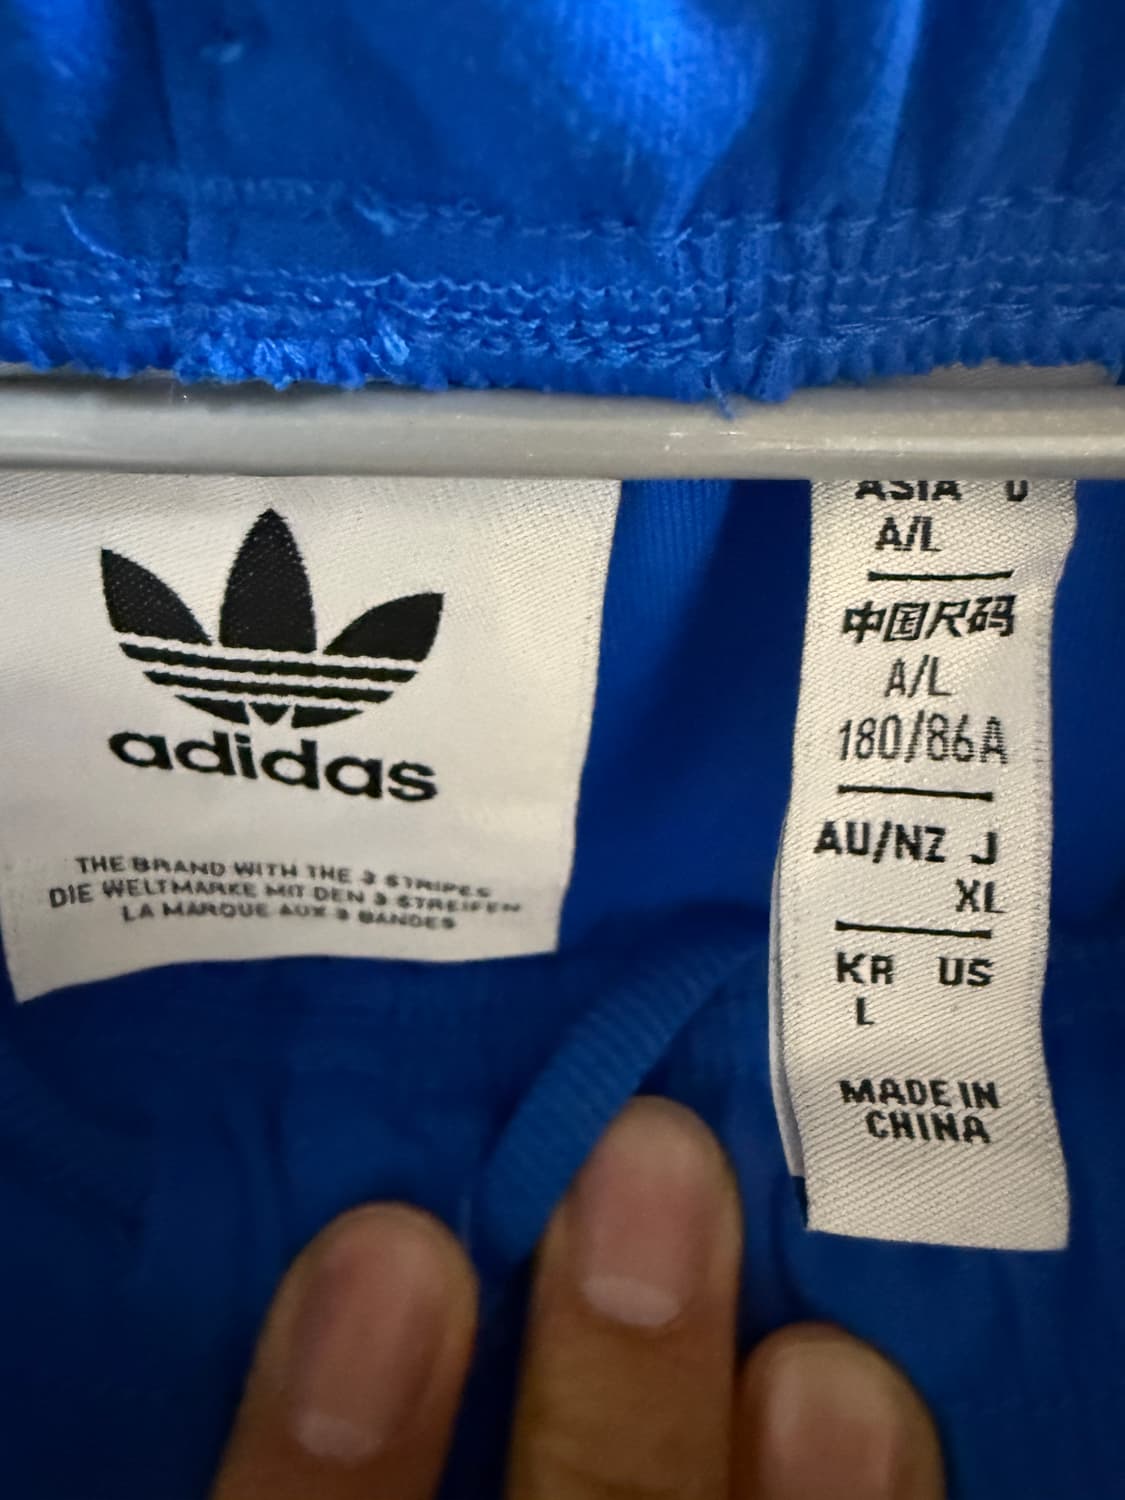 adidas
THE BRAND WITH THE 3 STRIPES
DIE WELTMARKE MIT DEN 3 STREIFEN
LA MARQUE AUX 3 BANDES
ASIA U
A/L
中国尺码
A/L
180/86A
AU/NZ J
XL
KR US
L
MADE IN
CHINA